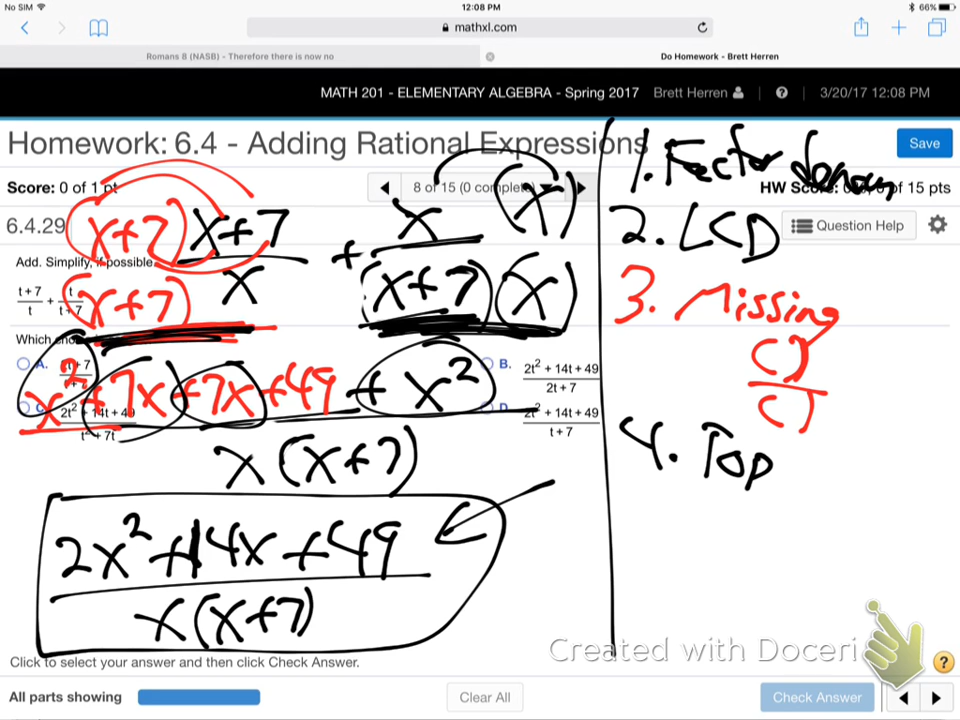 No SIM 12:08 PM 66%
mathxl.com
Romans 8 (NASB) - Therefore there is now no
Do Homework - Brett Herren
MATH 201 - ELEMENTARY ALGEBRA - Spring 2017 Brett Herren 3/20/17 12:08 PM
Homework: 6.4 - Adding Rational Expressions
Save
Score: 0 of 1 pt
8 of 15 (0 complete)
HW Score: of 15 pts
6.4.29
Question Help
Add. Simplify, if possible.
t+7/t + t/t+7
Which
A. t+7
B. 2t² + 14t + 49/2t + 7
C. 2t² + 14t + 49/t² + 7t
D. 2t² + 14t + 49/t + 7
(x+7) x+7 + x (x)
(x+7) x (x+7) (x)
x² + 7x + 7x + 49 + x²
x (x+7)
2x² + 14x + 49
x (x+7)
1. Factor denom
2. LCD
3. Missing
( )
( )
4. Top
Created with Doceri
Click to select your answer and then click Check Answer.
All parts showing
Clear All
Check Answer
?